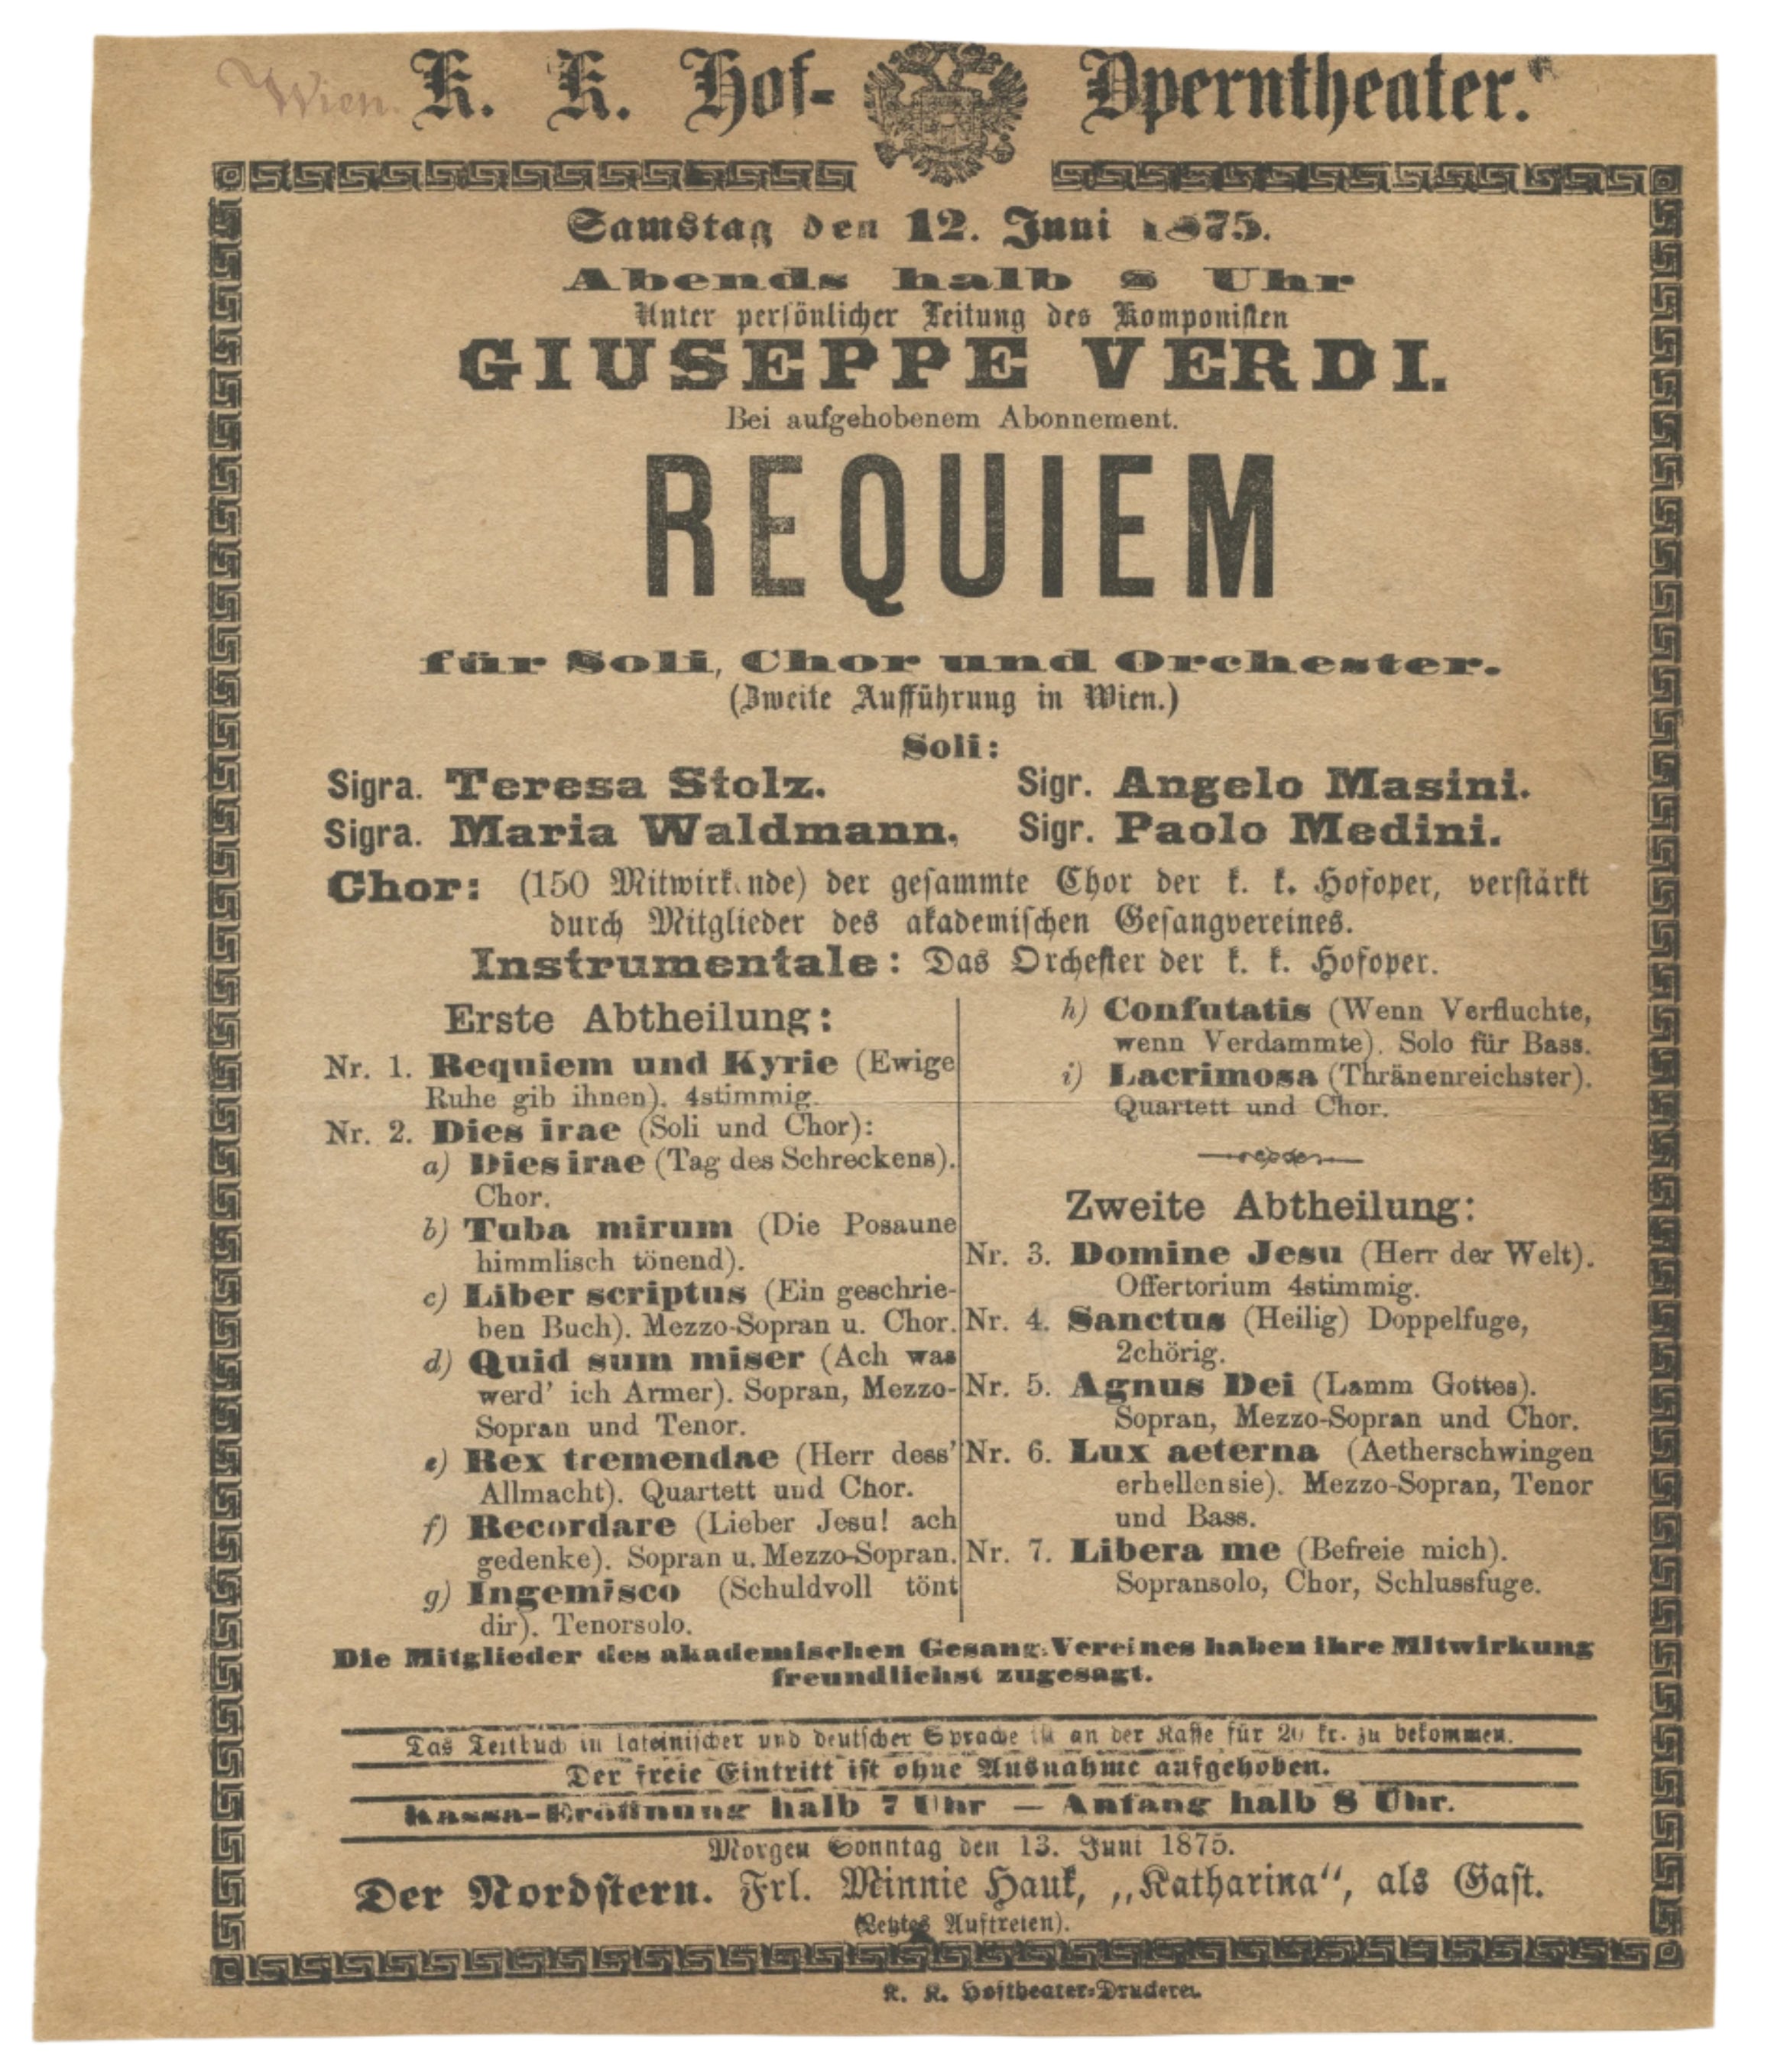 Wien.
K. K. Hof- Operntheater.
Samstag den 12. Juni 1875.
Abends halb 8 Uhr
Unter persönlicher Leitung des Komponisten
GIUSEPPE VERDI.
Bei aufgehobenem Abonnement.
REQUIEM
für Soli, Chor und Orchester.
(Zweite Aufführung in Wien.)
Soli:
Sigra. Teresa Stolz. Sigr. Angelo Masini.
Sigra. Maria Waldmann. Sigr. Paolo Medini.
Chor: (150 Mitwirkende) der gesammte Chor der k. k. Hofoper, verstärkt
durch Mitglieder des akademischen Gesangvereines.
Instrumentale: Das Orchester der k. k. Hofoper.
Erste Abtheilung:
Nr. 1. Requiem und Kyrie (Ewige
Ruhe gib ihnen). 4stimmig.
Nr. 2. Dies irae (Soli und Chor):
a) Dies irae (Tag des Schreckens).
Chor.
b) Tuba mirum (Die Posaune
himmlisch tönend).
c) Liber scriptus (Ein geschrie-
ben Buch). Mezzo-Sopran u. Chor.
d) Quid sum miser (Ach was
werd' ich Armer). Sopran, Mezzo-
Sopran und Tenor.
e) Rex tremendae (Herr dess'
Allmacht). Quartett und Chor.
f) Recordare (Lieber Jesu! ach
gedenke). Sopran u. Mezzo-Sopran.
g) Ingemisco (Schuldvoll tönt
dir). Tenorsolo.
h) Confutatis (Wenn Verfluchte,
wenn Verdammte). Solo für Bass.
i) Lacrimosa (Thränenreichster).
Quartett und Chor.
Zweite Abtheilung:
Nr. 3. Domine Jesu (Herr der Welt).
Offertorium 4stimmig.
Nr. 4. Sanctus (Heilig) Doppelfuge,
2chörig.
Nr. 5. Agnus Dei (Lamm Gottes).
Sopran, Mezzo-Sopran und Chor.
Nr. 6. Lux aeterna (Aetherschwingen
erhellen sie). Mezzo-Sopran, Tenor
und Bass.
Nr. 7. Libera me (Befreie mich).
Sopransolo, Chor, Schlussfuge.
Die Mitglieder des akademischen Gesang-Vereines haben ihre Mitwirkung
freundlichst zugesagt.
Das Textbuch in lateinischer und deutscher Sprache ist an der Kasse für 20 kr. zu bekommen.
Der freie Eintritt ist ohne Ausnahme aufgehoben.
Kassa-Eröffnung halb 7 Uhr — Anfang halb 8 Uhr.
Morgen Sonntag den 13. Juni 1875.
Der Nordstern. Frl. Minnie Hauk, „Katharina“, als Gast.
(Letztes Auftreten).
K. K. Hoftheater-Druckerei.